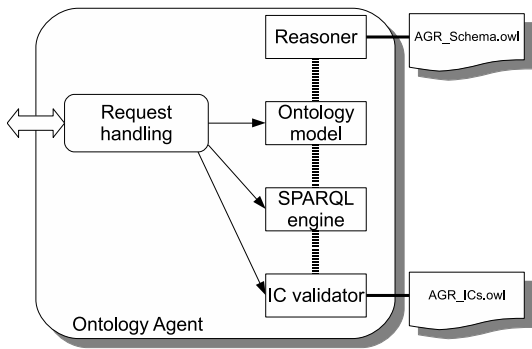 Reasoner
AGR_Schema.owl
Request
handling
Ontology
model
SPARQL
engine
IC validator
AGR_ICs.owl
Ontology Agent